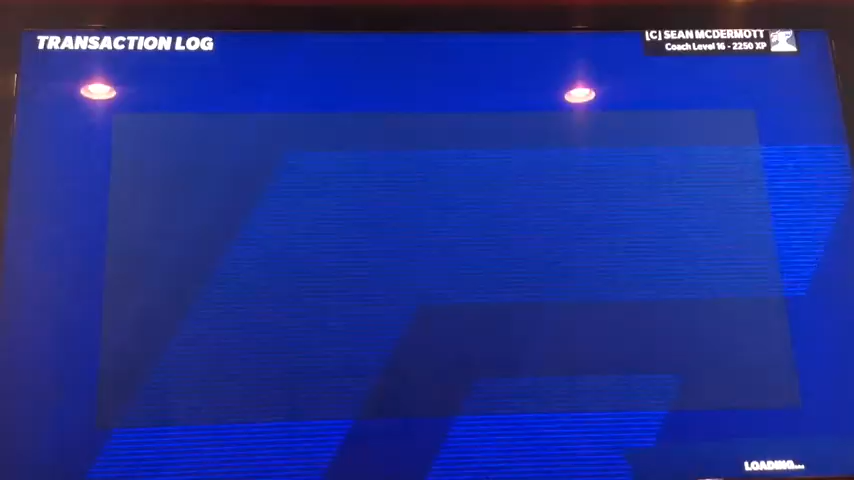 TRANSACTION LOG
[C] SEAN MCDERMOTT
Coach Level 16 - 2250 XP
LOADING...